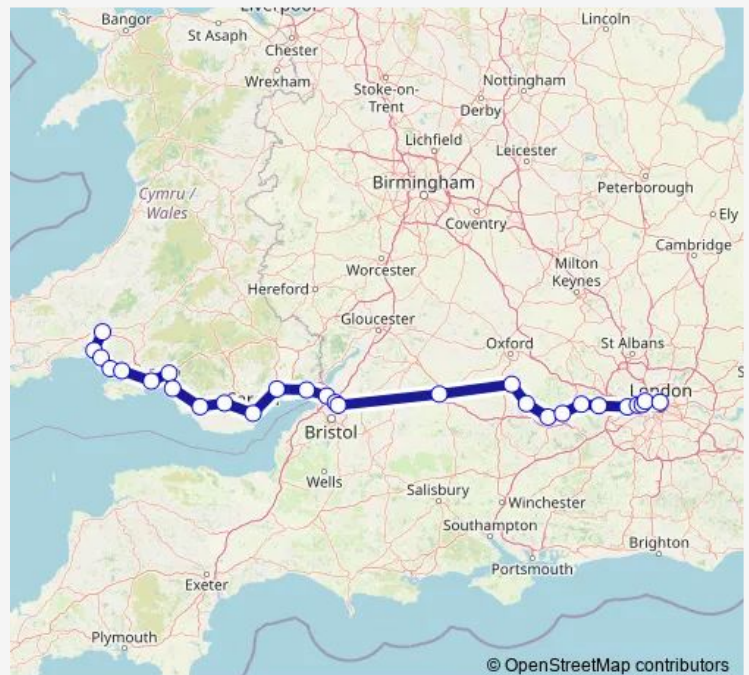 Bangor
Lincoln
St Asaph
Chester
Wrexham
Stoke-on-
Trent
Nottingham
Derby
Lichfield
Leicester
Birmingham
Peterborough
Cymru /
Wales
Ely
Coventry
Cambridge
Worcester
Milton
Keynes
Hereford
Gloucester
Oxford
St Albans
London
Bristol
Wells
Salisbury
Winchester
Southampton
Brighton
Portsmouth
Exeter
Plymouth
© OpenStreetMap contributors